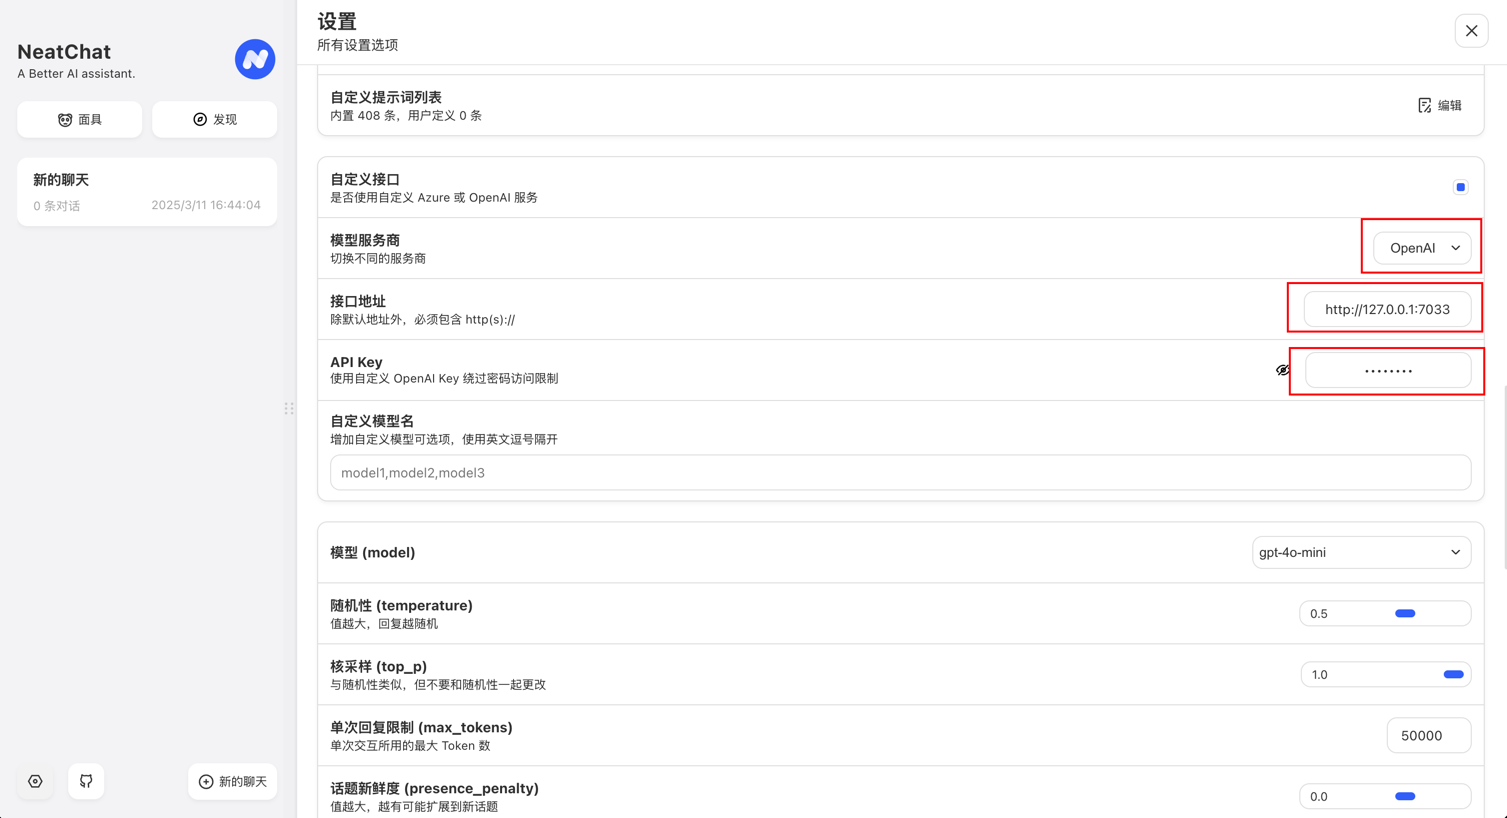 NeatChat
A Better AI assistant.
面具
发现
新的聊天
0 条对话
2025/3/11 16:44:04
新的聊天
设置
所有设置选项
自定义提示词列表
内置 408 条，用户定义 0 条
编辑
自定义接口
是否使用自定义 Azure 或 OpenAI 服务
模型服务商
切换不同的服务商
OpenAI
接口地址
除默认地址外，必须包含 http(s)://
http://127.0.0.1:7033
API Key
使用自定义 OpenAI Key 绕过密码访问限制
········
自定义模型名
增加自定义模型可选项，使用英文逗号隔开
model1,model2,model3
模型 (model)
gpt-4o-mini
随机性 (temperature)
值越大，回复越随机
0.5
核采样 (top_p)
与随机性类似，但不要和随机性一起更改
1.0
单次回复限制 (max_tokens)
单次交互所用的最大 Token 数
50000
话题新鲜度 (presence_penalty)
值越大，越有可能扩展到新话题
0.0